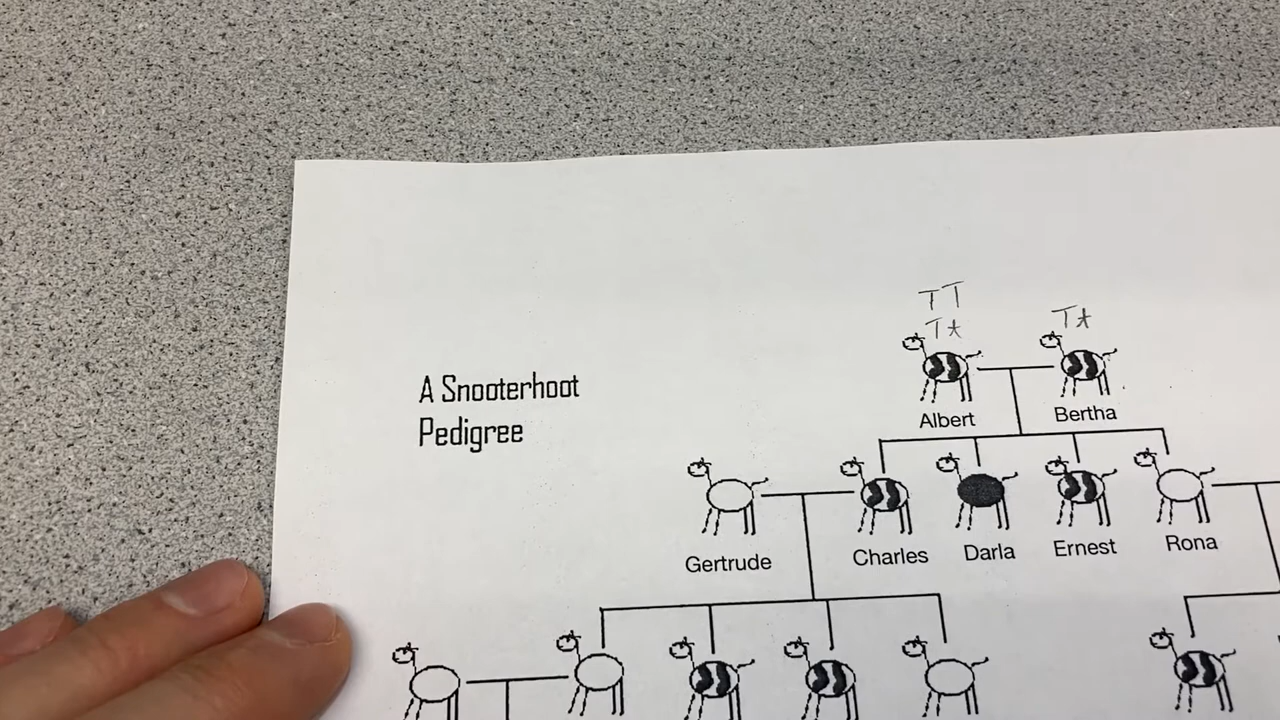 TT
Tt
Tt
Albert
Bertha
A Snooterhoot
Pedigree
Gertrude
Charles
Darla
Ernest
Rona